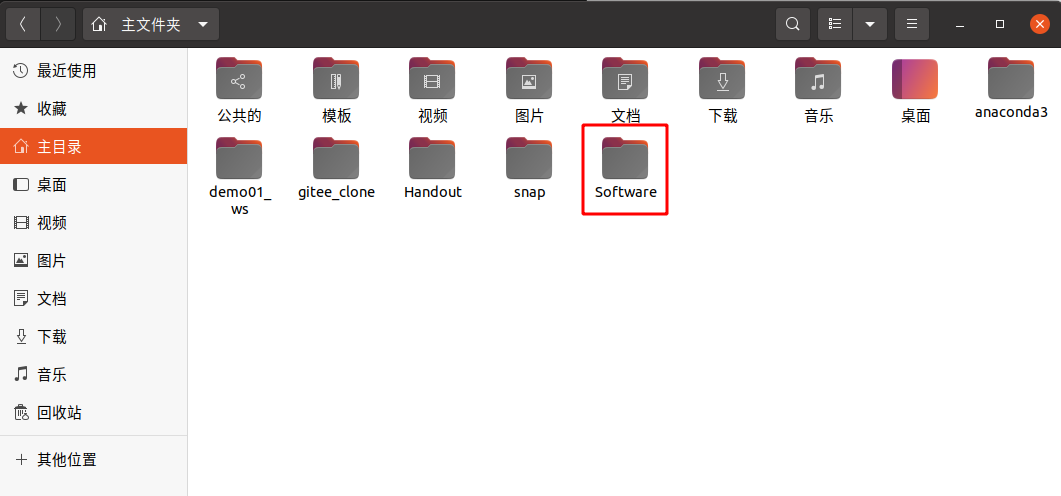 主文件夹
最近使用
收藏
主目录
桌面
视频
图片
文档
下载
音乐
回收站
其他位置
公共的 模板 视频 图片 文档 下载 音乐 桌面 anaconda3
demo01_ gitee_clone Handout snap Software
ws